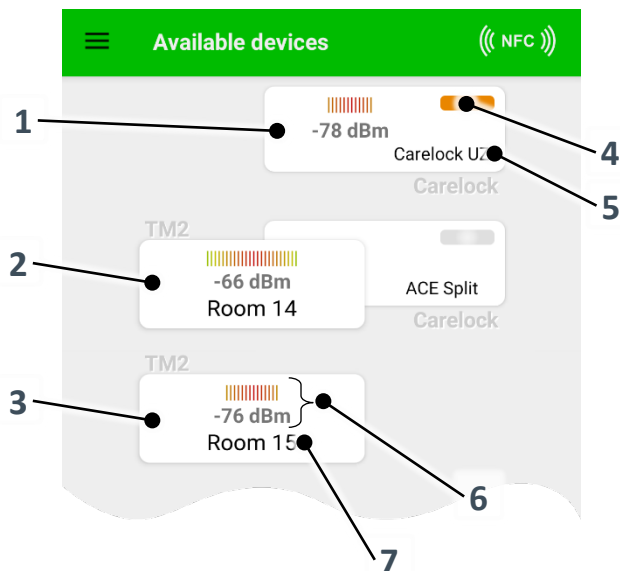 Available devices
NFC
1
-78 dBm
4
Carelock UZ
5
Carelock
TM2
2
-66 dBm
Room 14
ACE Split
Carelock
TM2
3
-76 dBm
Room 15
6
7